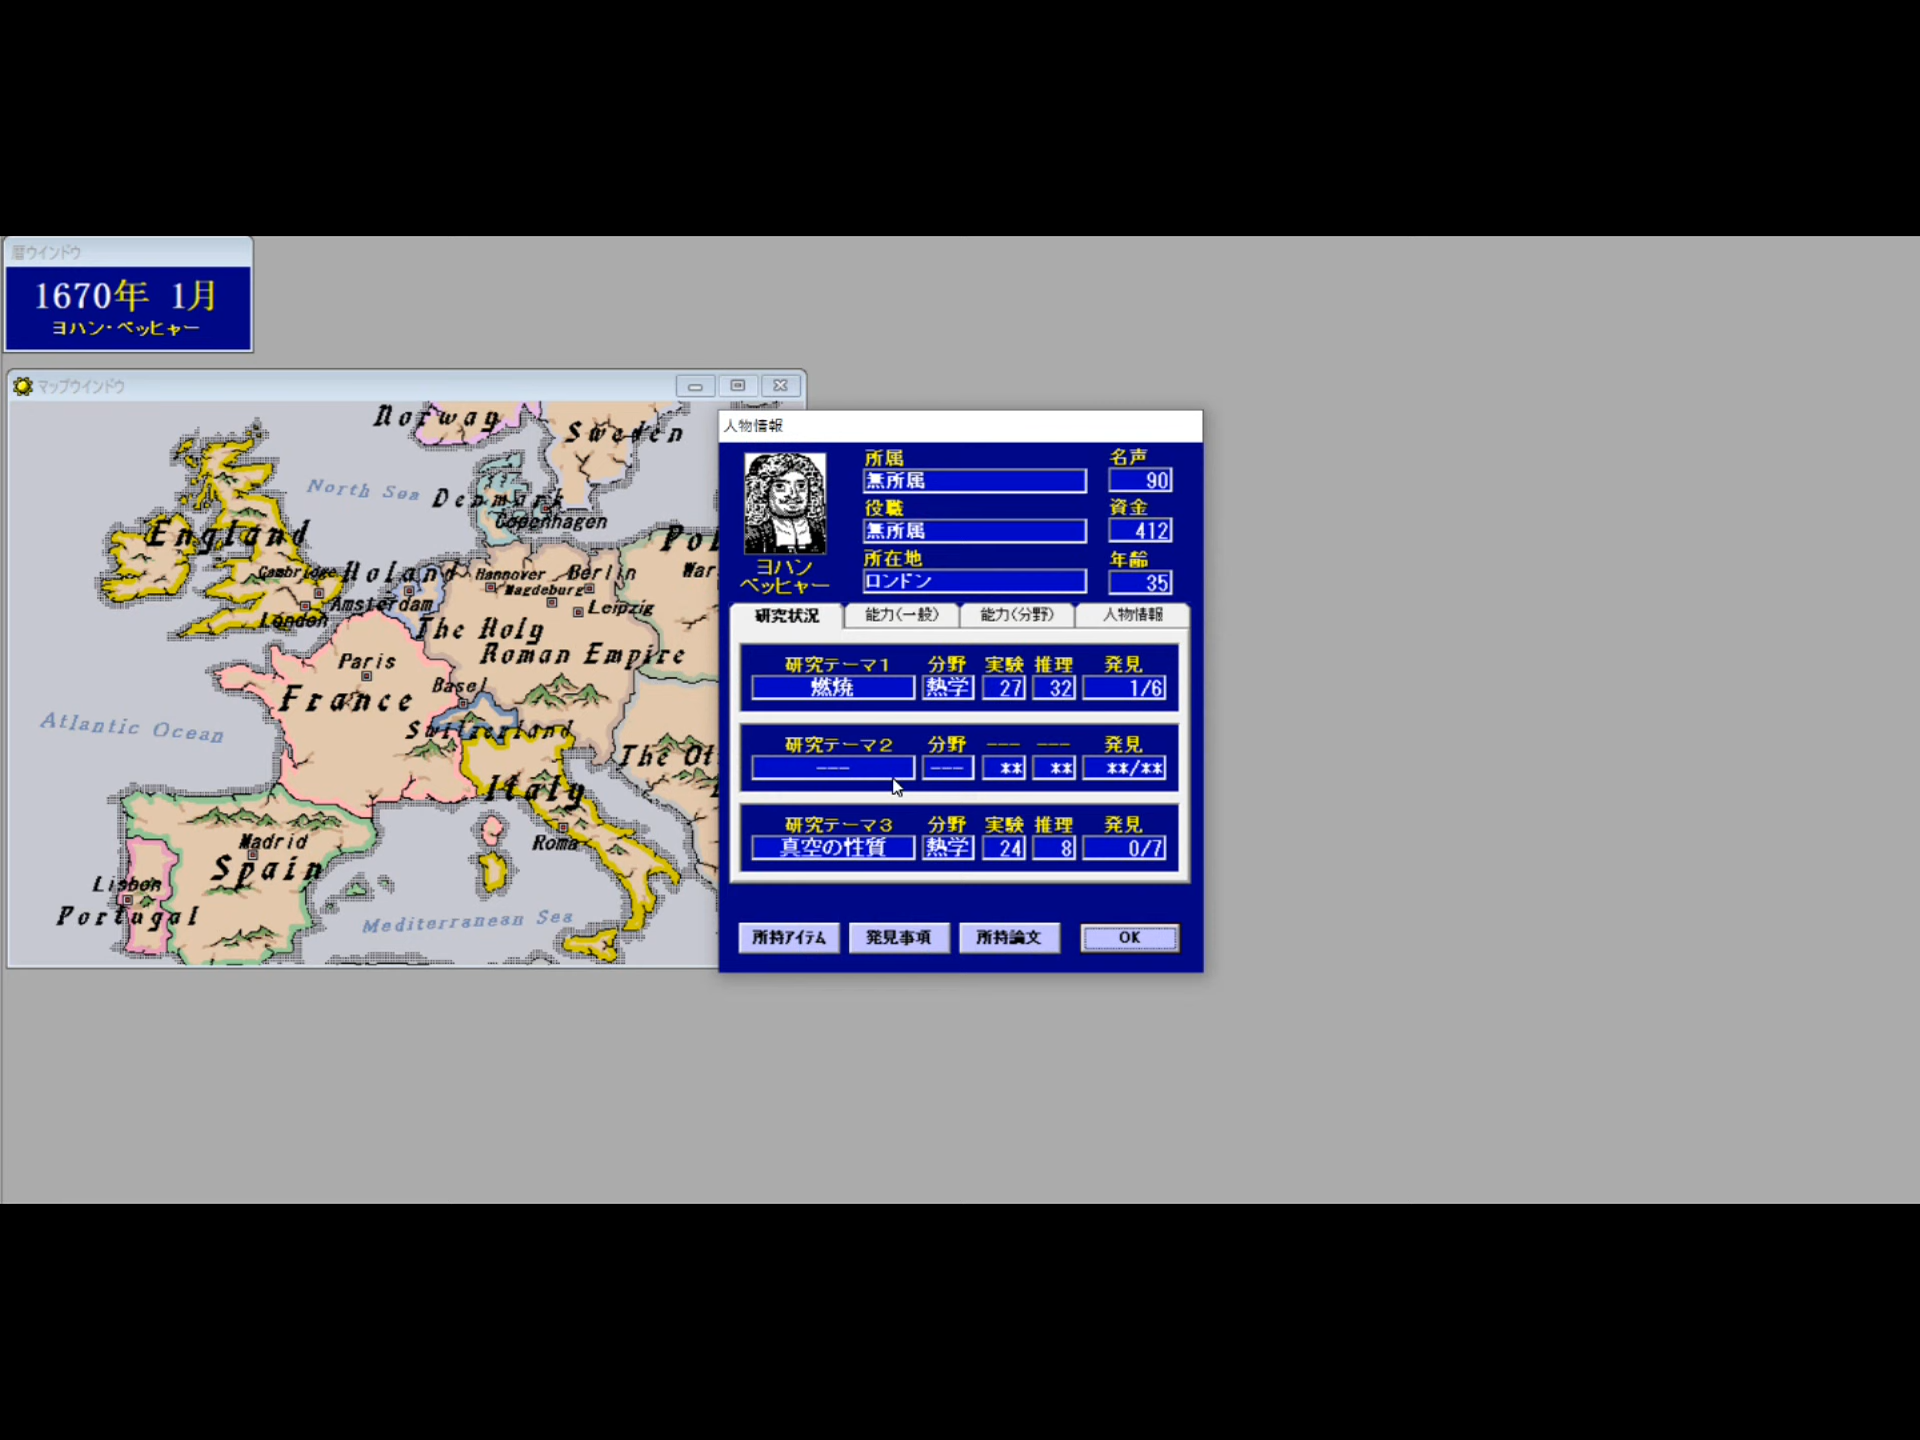 暦ウインドウ
1670年 1月
ヨハン・ベッヒャー
マップウインドウ
Norway
Sweden
North Sea
Denmark
Copenhagen
England
Cambridge
Holand
Hannover
Berlin
Magdeburg
Amsterdam
Leipzig
London
The Holy
Roman Empire
Paris
France
Basel
Switzerland
Atlantic Ocean
The Ot
Italy
Roma
Madrid
Spain
Lisbon
Portugal
Mediterranean Sea
Pol
War
人物情報
所属
無所属
名声
90
役職
無所属
資金
412
所在地
ロンドン
年齢
35
ヨハン
ベッヒャー
研究状況 能力(一般) 能力(分野) 人物情報
研究テーマ1 分野 実験 推理 発見
燃焼 熱学 27 32 1/6
研究テーマ2 分野 --- --- 発見
--- --- ** ** **/**
研究テーマ3 分野 実験 推理 発見
真空の性質 熱学 24 8 0/7
所持アイテム 発見事項 所持論文 OK